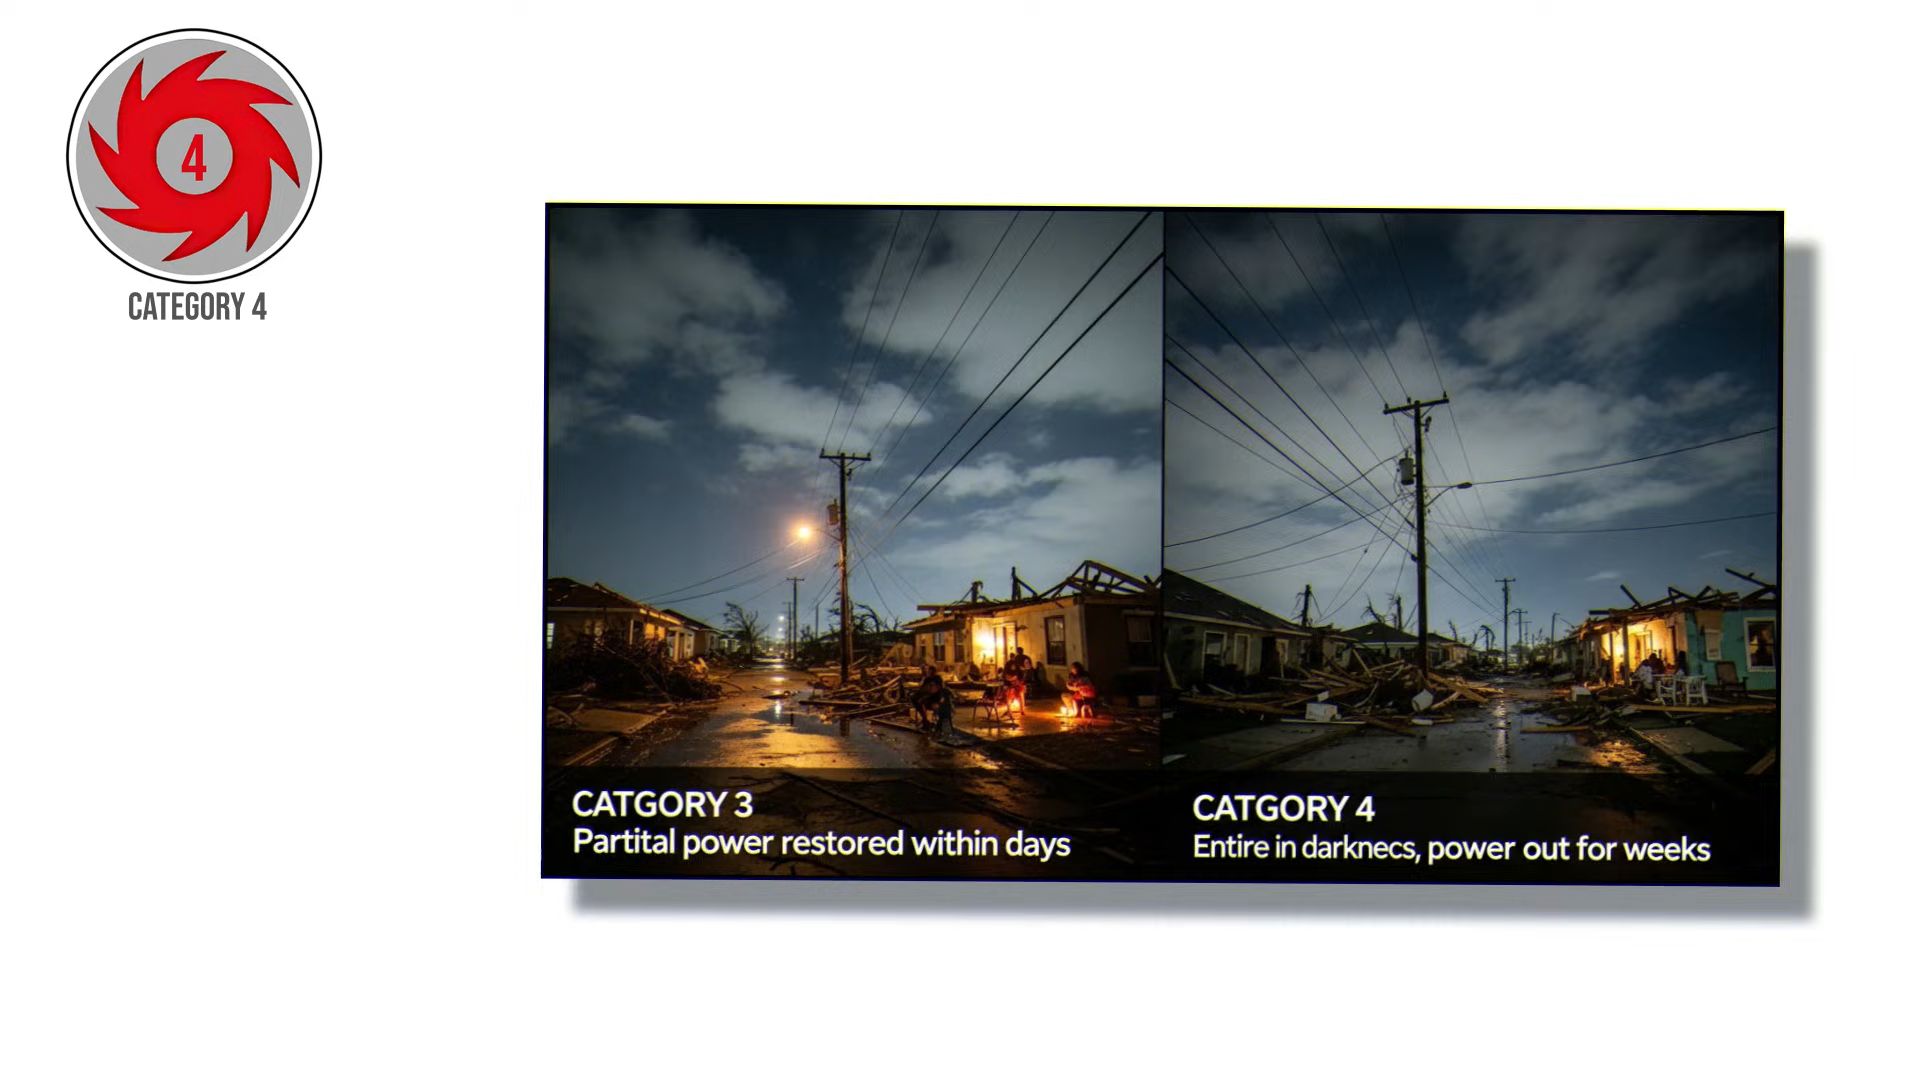 4
CATEGORY 4
CATGORY 3
Partital power restored within days
CATGORY 4
Entire in darknecs, power out for weeks